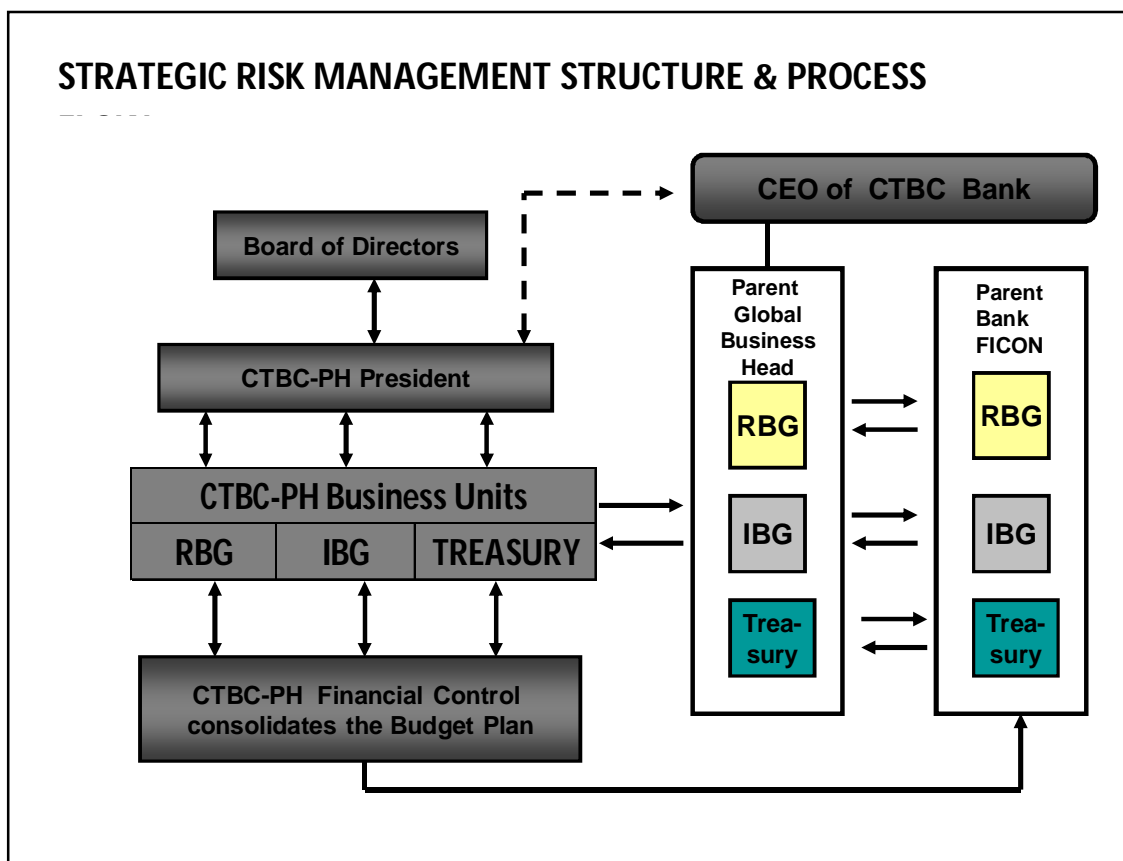 STRATEGIC RISK MANAGEMENT STRUCTURE & PROCESS
CEO of CTBC Bank
Board of Directors
CTBC-PH President
CTBC-PH Business Units
RBG IBG TREASURY
CTBC-PH Financial Control
consolidates the Budget Plan
Parent
Global
Business
Head
RBG
IBG
Trea-
sury
Parent
Bank
FICON
RBG
IBG
Trea-
sury